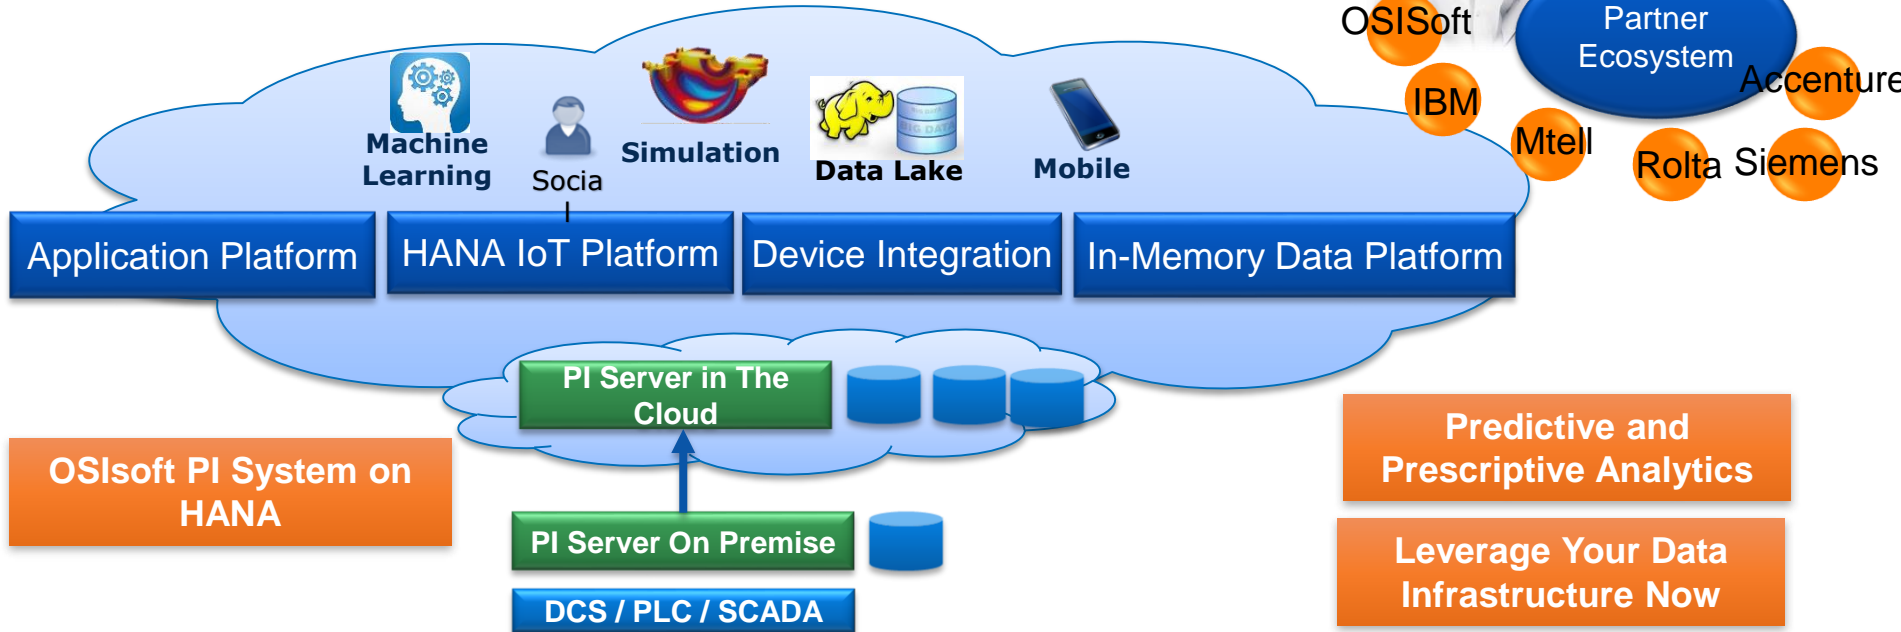 OSISoft
Partner
Ecosystem
Accenture
IBM
Mtell
Rolta
Siemens
Machine
Learning
Socia
l
Simulation
BIG DATA
Data Lake
Mobile
Application Platform
HANA IoT Platform
Device Integration
In-Memory Data Platform
PI Server in The
Cloud
OSIsoft PI System on
HANA
Predictive and
Prescriptive Analytics
PI Server On Premise
Leverage Your Data
Infrastructure Now
DCS / PLC / SCADA